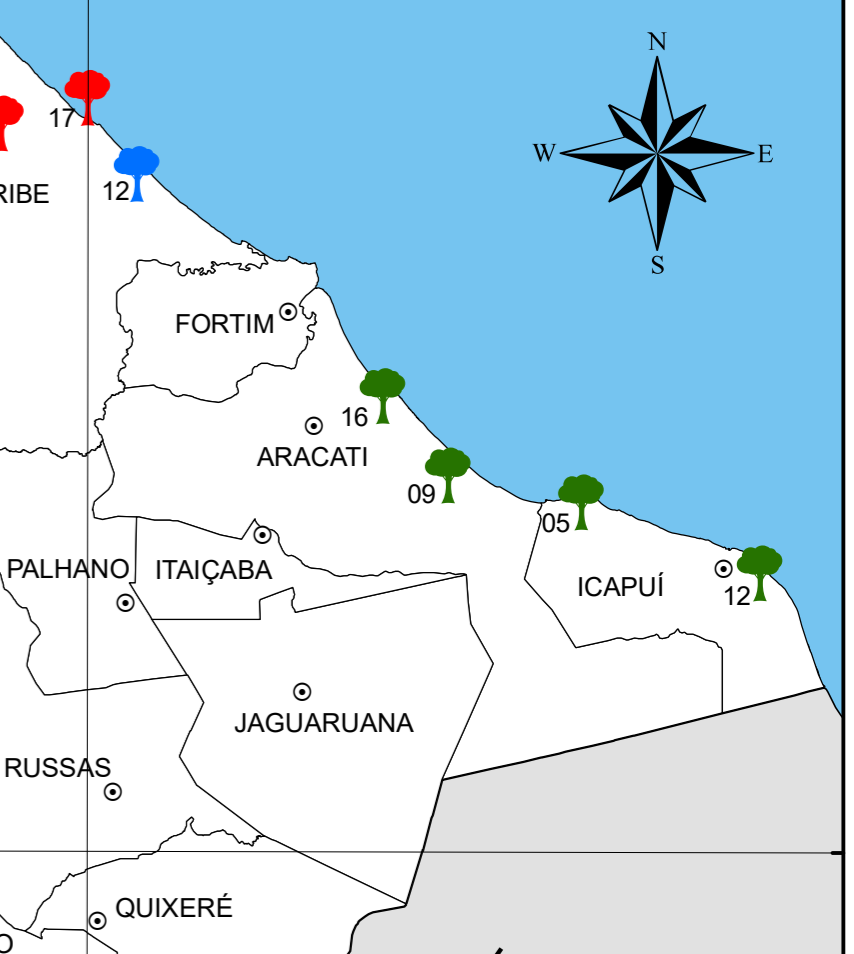 N
W
E
S
17
12
RIBE
FORTIM
16
ARACATI
09
05
PALHANO
ITAIÇABA
ICAPUÍ
12
JAGUARUANA
RUSSAS
QUIXERÉ
O